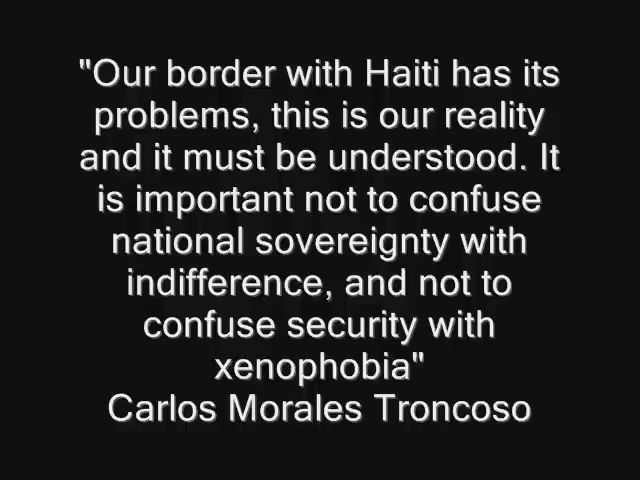 "Our border with Haiti has its
problems, this is our reality
and it must be understood. It
is important not to confuse
national sovereignty with
indifference, and not to
confuse security with
xenophobia"
Carlos Morales Troncoso